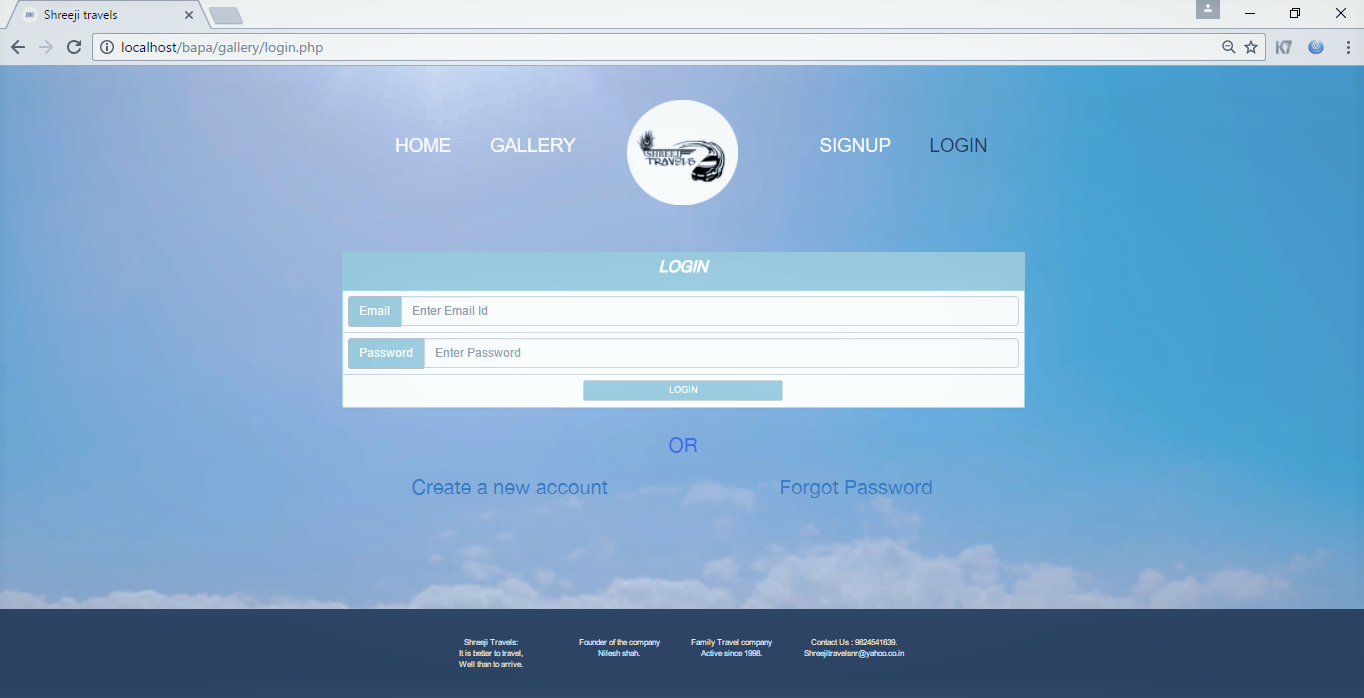 Shreeji travels
localhost/bapa/gallery/login.php
K7
HOME
GALLERY
SHREEJI
TRAVELS
SIGNUP
LOGIN
LOGIN
Email
Enter Email Id
Password
Enter Password
LOGIN
OR
Create a new account
Forgot Password
Shreeji Travels:
It is better to travel,
Well than to arrive.
Founder of the company
Nilesh shah.
Family Travel company
Active since 1998.
Contact Us : 9824541639.
Shreejitravelsnr@yahoo.co.in